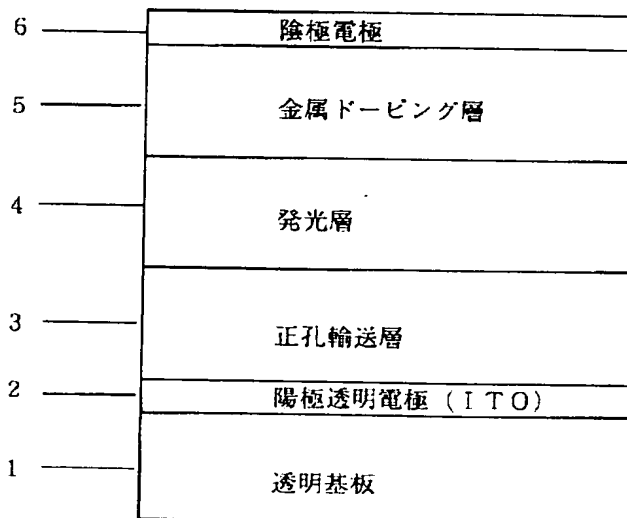 6 陰極電極
5 金属ドーピング層
4 発光層
3 正孔輸送層
2 陽極透明電極 (ITO)
1 透明基板